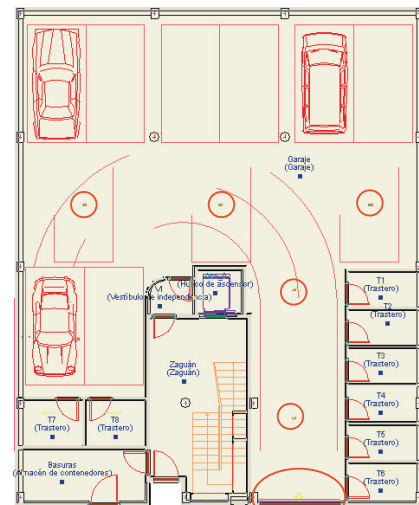 Garaje
(Garaje)
V1
(Vestíbulo de independencia)
(Hueco de ascensor)
T1
(Trastero)
T2
(Trastero)
T3
(Trastero)
T4
(Trastero)
T5
(Trastero)
T6
(Trastero)
Zaguán
(Zaguán)
T7
(Trastero)
T8
(Trastero)
Basuras
(Almacén de contenedores)